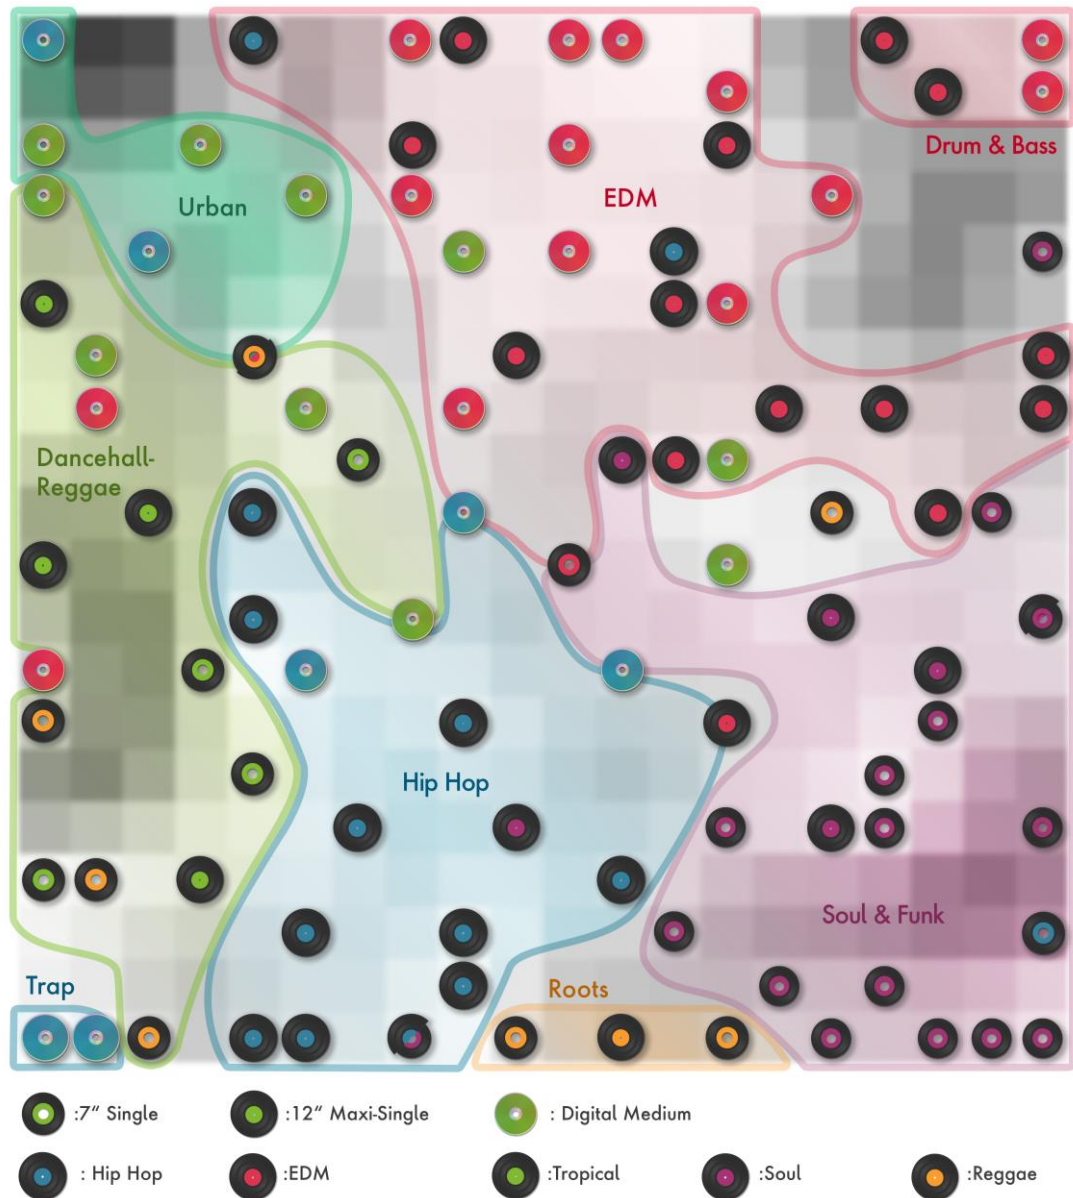 Drum & Bass
EDM
Urban
Dancehall-
Reggae
Hip Hop
Soul & Funk
Trap
Roots
:7“ Single
:12“ Maxi-Single
: Digital Medium
: Hip Hop
:EDM
:Tropical
:Soul
:Reggae